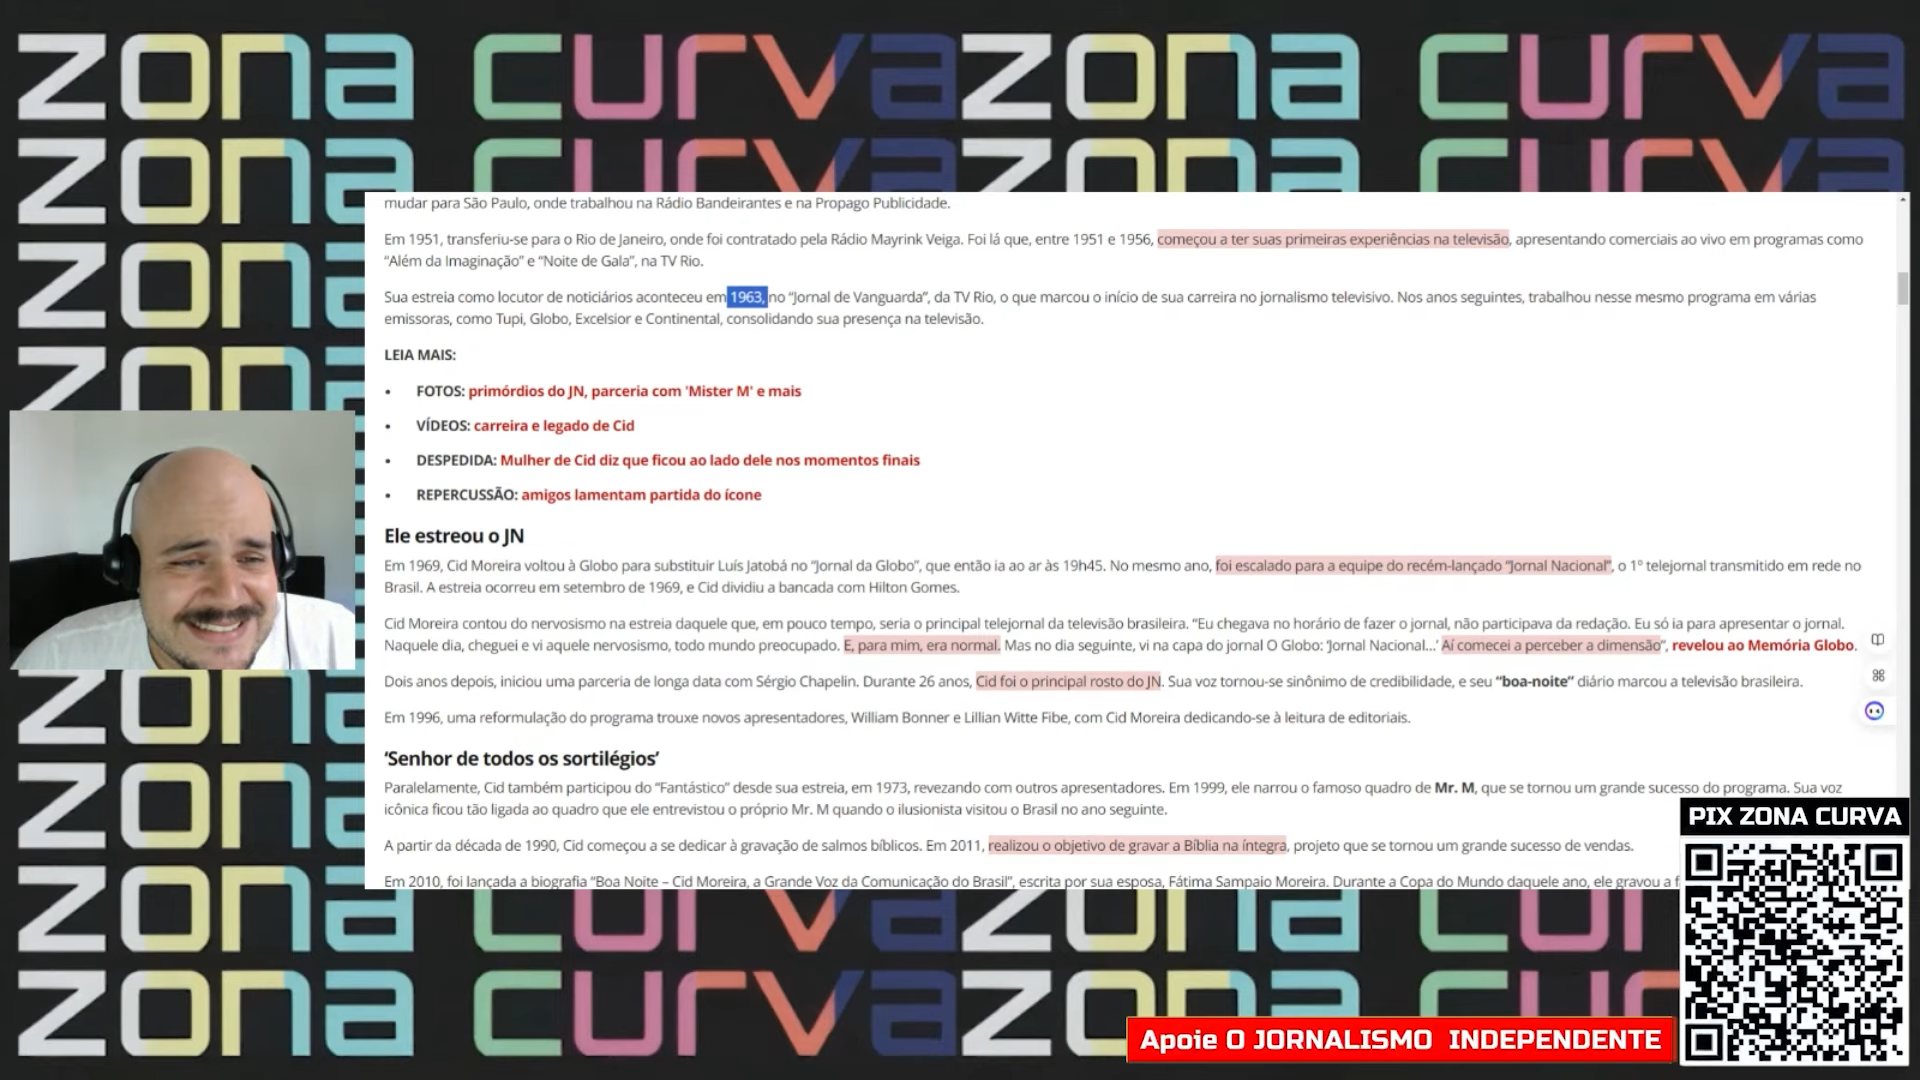 zona curva zona curva
zona curva zona curva
mudar para São Paulo, onde trabalhou na Rádio Bandeirantes e na Propago Publicidade.
Em 1951, transferiu-se para o Rio de Janeiro, onde foi contratado pela Rádio Mayrink Veiga. Foi lá que, entre 1951 e 1956, começou a ter suas primeiras experiências na televisão, apresentando comerciais ao vivo em programas como
“Além da Imaginação” e “Noite de Gala”, na TV Rio.
Sua estreia como locutor de noticiários aconteceu em 1963, no “Jornal de Vanguarda”, da TV Rio, o que marcou o início de sua carreira no jornalismo televisivo. Nos anos seguintes, trabalhou nesse mesmo programa em várias
emissoras, como Tupi, Globo, Excelsior e Continental, consolidando sua presença na televisão.
LEIA MAIS:
• FOTOS: primórdios do JN, parceria com 'Mister M' e mais
• VÍDEOS: carreira e legado de Cid
• DESPEDIDA: Mulher de Cid diz que ficou ao lado dele nos momentos finais
• REPERCUSSÃO: amigos lamentam partida do ícone
Ele estreou o JN
Em 1969, Cid Moreira voltou à Globo para substituir Luís Jatobá no “Jornal da Globo”, que então ia ao ar às 19h45. No mesmo ano, foi escalado para a equipe do recém-lançado “Jornal Nacional”, o 1º telejornal transmitido em rede no
Brasil. A estreia ocorreu em setembro de 1969, e Cid dividiu a bancada com Hilton Gomes.
Cid Moreira contou do nervosismo na estreia daquele que, em pouco tempo, seria o principal telejornal da televisão brasileira. “Eu chegava no horário de fazer o jornal, não participava da redação. Eu só ia para apresentar o jornal.
Naquele dia, cheguei e vi aquele nervosismo, todo mundo preocupado. E, para mim, era normal. Mas no dia seguinte, vi na capa do jornal O Globo: ‘Jornal Nacional...’ Aí comecei a perceber a dimensão”, revelou ao Memória Globo.
Dois anos depois, iniciou uma parceria de longa data com Sérgio Chapelin. Durante 26 anos, Cid foi o principal rosto do JN. Sua voz tornou-se sinônimo de credibilidade, e seu “boa-noite” diário marcou a televisão brasileira.
Em 1996, uma reformulação do programa trouxe novos apresentadores, William Bonner e Lillian Witte Fibe, com Cid Moreira dedicando-se à leitura de editoriais.
‘Senhor de todos os sortilégios’
Paralelamente, Cid também participou do “Fantástico” desde sua estreia, em 1973, revezando com outros apresentadores. Em 1999, ele narrou o famoso quadro de Mr. M, que se tornou um grande sucesso do programa. Sua voz
icônica ficou tão ligada ao quadro que ele entrevistou o próprio Mr. M quando o ilusionista visitou o Brasil no ano seguinte.
A partir da década de 1990, Cid começou a se dedicar à gravação de salmos bíblicos. Em 2011, realizou o objetivo de gravar a Bíblia na íntegra, projeto que se tornou um grande sucesso de vendas.
Em 2010, foi lançada a biografia “Boa Noite – Cid Moreira, a Grande Voz da Comunicação do Brasil”, escrita por sua esposa, Fátima Sampaio Moreira. Durante a Copa do Mundo daquele ano, ele gravou a
zona
zona
zona
zona
zona
zona curva zona cur
zona curva zona cur
PIX ZONA CURVA
Apoie O JORNALISMO INDEPENDENTE